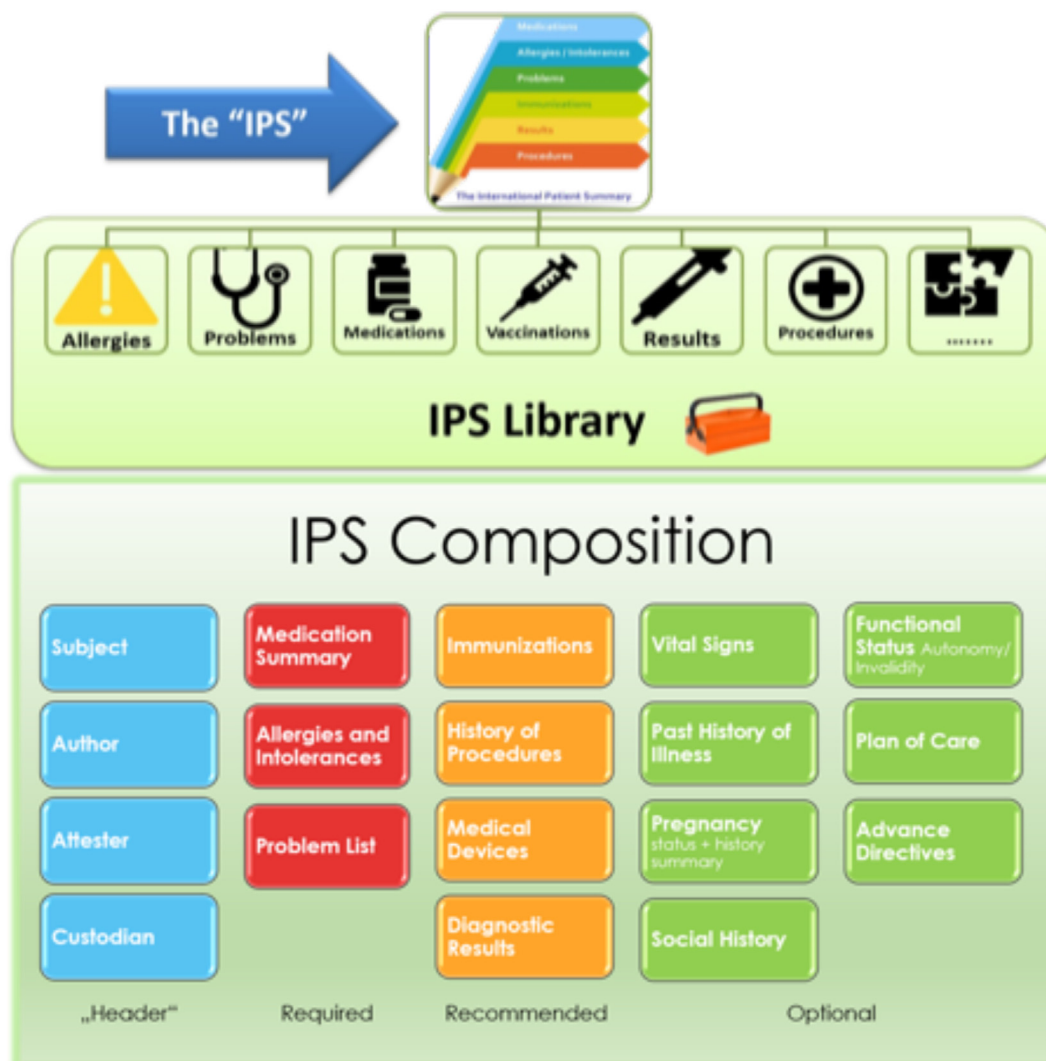 Medications
Allergies / Intolerances
The "IPS"
Problems
Immunizations
Results
Procedures
The International Patient Summary
Allergies
Problems
Medications
Vaccinations
Results
Procedures
.......
IPS Library
IPS Composition
Subject
Author
Attester
Custodian
„Header“
Medication
Summary
Allergies and
Intolerances
Problem List
Required
Immunizations
History of
Procedures
Medical
Devices
Diagnostic
Results
Recommended
Vital Signs
Past History of
Illness
Pregnancy
status + history
summary
Social History
Functional
Status Autonomy/
Invalidity
Plan of Care
Advance
Directives
Optional